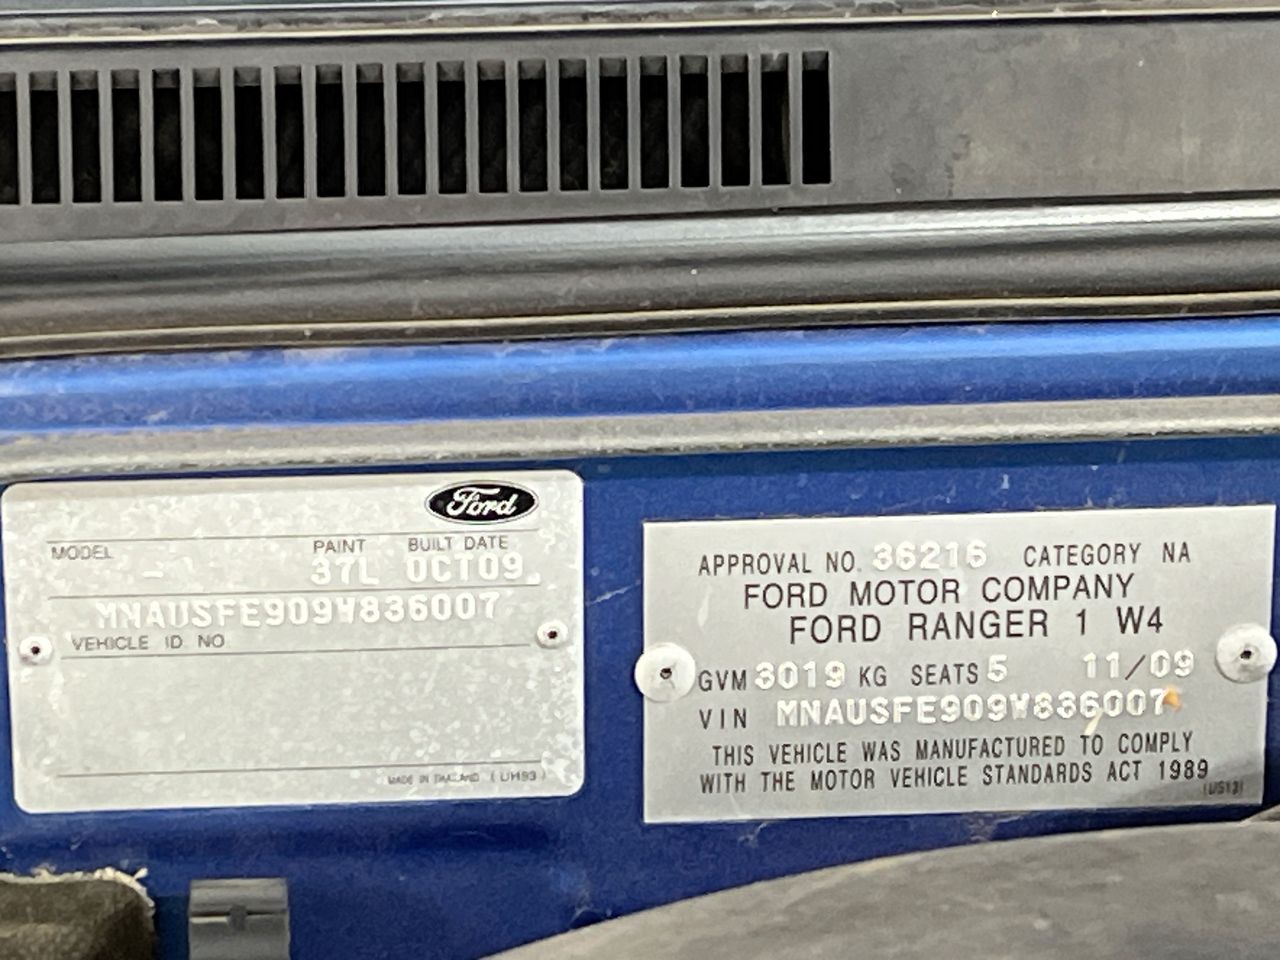 Ford
MODEL PAINT BUILT DATE
- 37L OCT09
MNAUSFE909W836007
VEHICLE ID NO
MADE IN THAILAND (UH93)
APPROVAL NO. 36216 CATEGORY NA
FORD MOTOR COMPANY
FORD RANGER 1 W4
GVM 3019 KG SEATS 5 11/09
VIN MNAUSFE909W836007
THIS VEHICLE WAS MANUFACTURED TO COMPLY
WITH THE MOTOR VEHICLE STANDARDS ACT 1989
(US13)